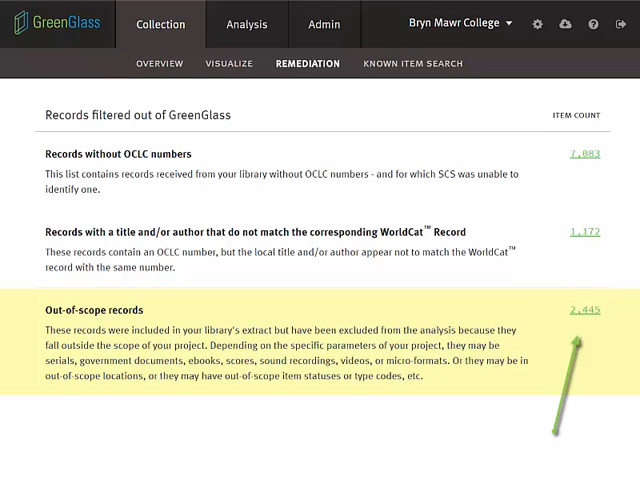 GreenGlass
Collection
Analysis
Admin
Bryn Mawr College
OVERVIEW
VISUALIZE
REMEDIATION
KNOWN ITEM SEARCH
Records filtered out of GreenGlass
ITEM COUNT
Records without OCLC numbers
7,083
This list contains records received from your library without OCLC numbers - and for which SCS was unable to
identify one.
Records with a title and/or author that do not match the corresponding WorldCat™ Record
1,172
These records contain an OCLC number, but the local title and/or author appear not to match the WorldCat™
record with the same number.
Out-of-scope records
2,445
These records were included in your library's extract but have been excluded from the analysis because they
fall outside the scope of your project. Depending on the specific parameters of your project, they may be
serials, government documents, ebooks, scores, sound recordings, videos, or micro-formats. Or they may be in
out-of-scope locations, or they may have out-of-scope item statuses or type codes, etc.